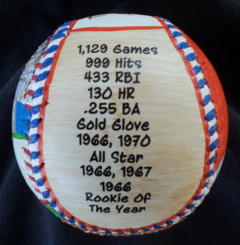 1,129 Games
999 Hits
433 RBI
130 HR
.255 BA
Gold Glove
1966, 1970
All Star
1966, 1967
1966
Rookie Of
The Year